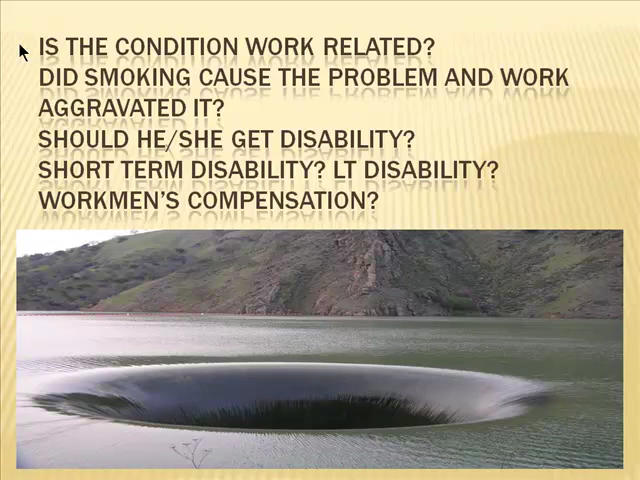 IS THE CONDITION WORK RELATED?
DID SMOKING CAUSE THE PROBLEM AND WORK
AGGRAVATED IT?
SHOULD HE/SHE GET DISABILITY?
SHORT TERM DISABILITY? LT DISABILITY?
WORKMEN'S COMPENSATION?